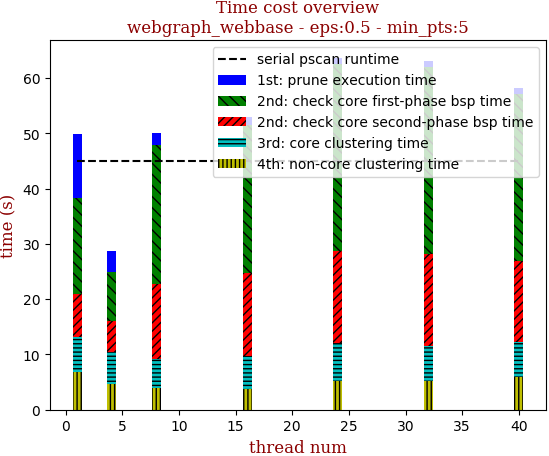 Time cost overview
webgraph_webbase - eps:0.5 - min_pts:5
serial pscan runtime
1st: prune execution time
2nd: check core first-phase bsp time
2nd: check core second-phase bsp time
3rd: core clustering time
4th: non-core clustering time
time (s)
60
50
40
30
20
10
0
0 5 10 15 20 25 30 35 40
thread num